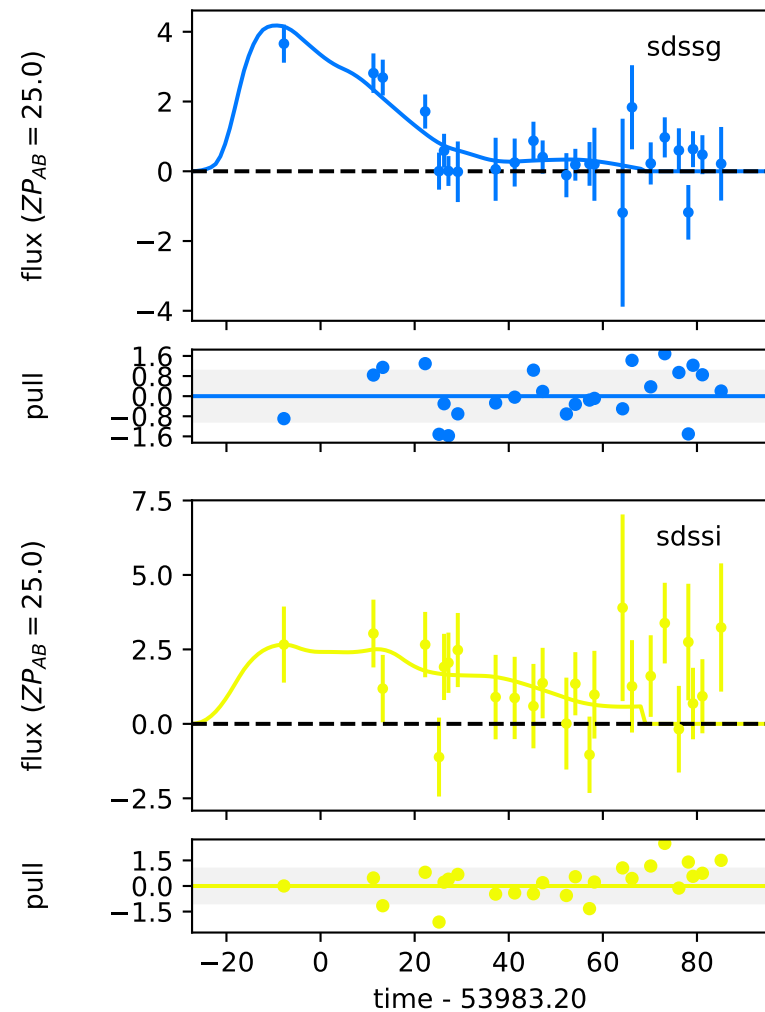 4
2
0
−2
−4
flux (ZP_AB = 25.0)
sdssg
1.6
0.8
0.0
−0.8
−1.6
pull
7.5
5.0
2.5
0.0
−2.5
flux (ZP_AB = 25.0)
sdssi
1.5
0.0
−1.5
pull
−20 0 20 40 60 80
time - 53983.20